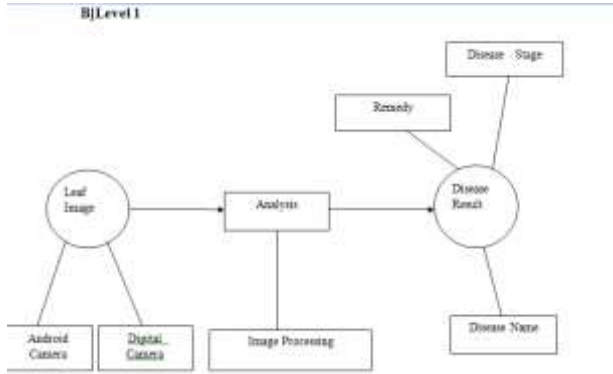 B]Level 1
Disease Stage
Remedy
Leaf
Image
Analysis
Disease
Result
Android
Camera
Digital
Camera
Image Processing
Disease Name